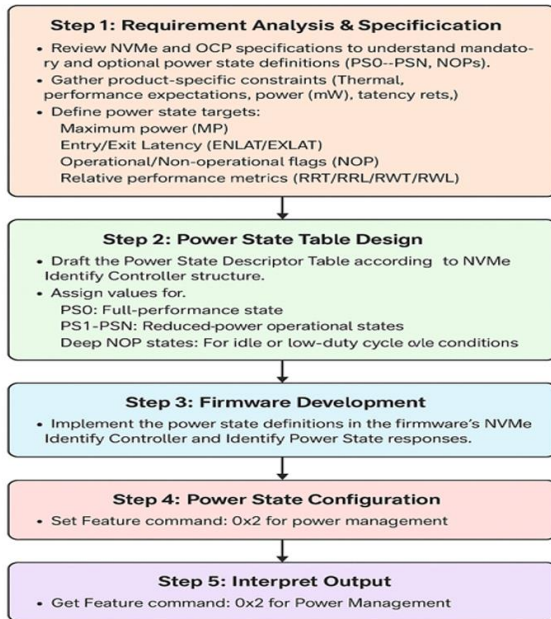 Step 1: Requirement Analysis & Specificication
• Review NVMe and OCP specifications to understand mandato-
ry and optional power state definitions (PS0--PSN, NOPs).
• Gather product-specific constraints (Thermal,
performance expectations, power (mW), tatency rets,)
• Define power state targets:
Maximum power (MP)
Entry/Exit Latency (ENLAT/EXLAT)
Operational/Non-operational flags (NOP)
Relative performance metrics (RRT/RRL/RWT/RWL)
Step 2: Power State Table Design
• Draft the Power State Descriptor Table according to NVMe
Identify Controller structure.
• Assign values for.
PS0: Full-performance state
PS1-PSN: Reduced-power operational states
Deep NOP states: For idle or low-duty cycle conditions
Step 3: Firmware Development
• Implement the power state definitions in the firmware's NVMe
Identify Controller and Identify Power State responses.
Step 4: Power State Configuration
• Set Feature command: 0x2 for power management
Step 5: Interpret Output
• Get Feature command: 0x2 for Power Management